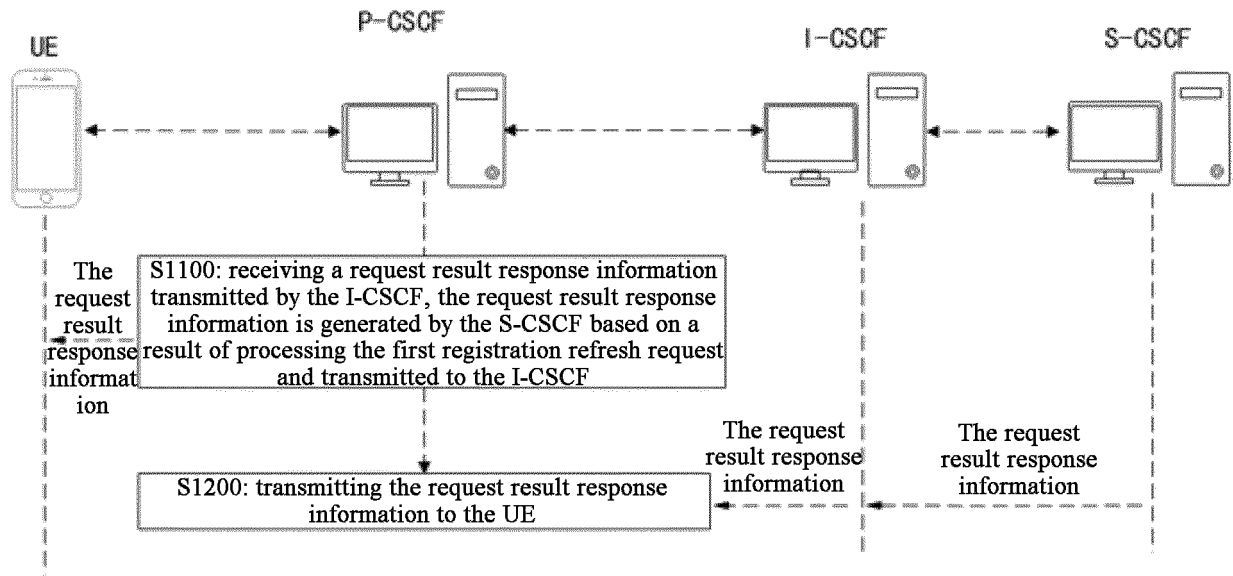 UE
P-CSCF
I-CSCF
S-CSCF
The
request
result
response
informat
ion
S1100: receiving a request result response information
transmitted by the I-CSCF, the request result response
information is generated by the S-CSCF based on a
result of processing the first registration refresh request
and transmitted to the I-CSCF
The request
result response
information
The request
result response
information
S1200: transmitting the request result response
information to the UE